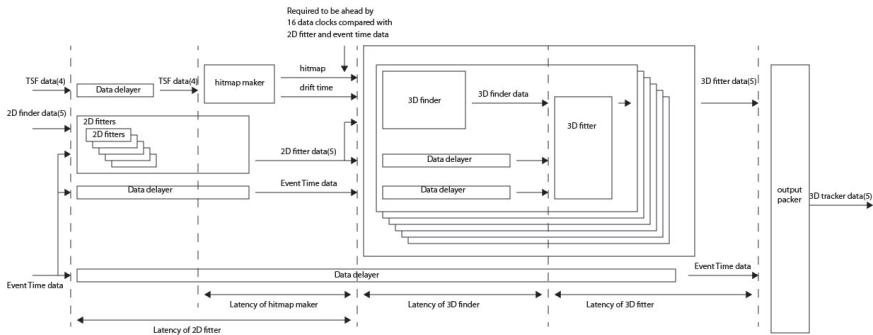 Required to be ahead by
16 data clocks compared with
2D fitter and event time data
TSF data(4)
Data delayer
TSF data(4)
hitmap maker
hitmap
drift time
2D finder data(5)
2D fitters
2D fitters
2D fitter data(5)
Data delayer
Event Time data
3D finder
3D finder data
3D fitter
Data delayer
Data delayer
3D fitter data(5)
output
packer
3D tracker data(5)
Event Time data
Data delayer
Event Time data
Latency of hitmap maker
Latency of 3D finder
Latency of 3D fitter
Latency of 2D fitter